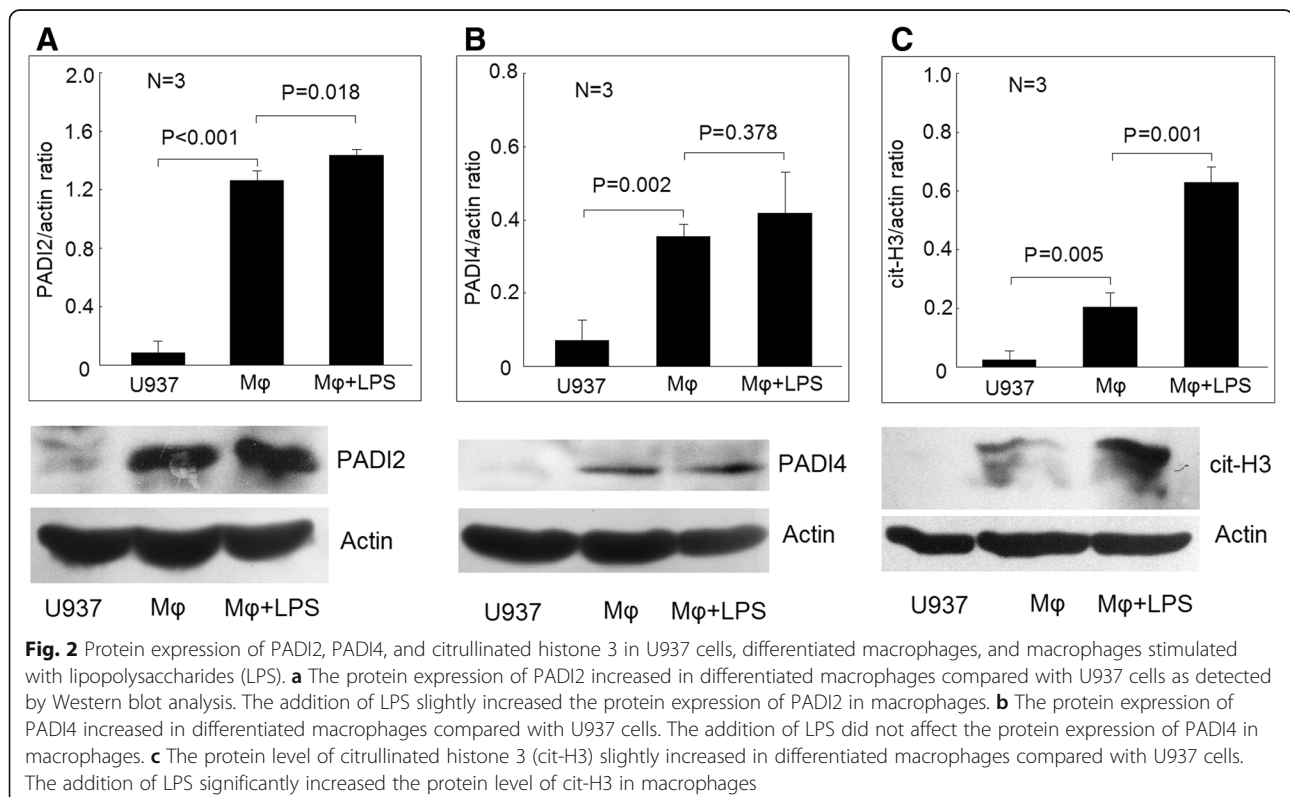 A
B
C
PADI2/actin ratio
2.0
1.6
1.2
0.8
0.4
0
N=3
P<0.001
P=0.018
U937 Mφ Mφ+LPS
PADI4/actin ratio
0.8
0.6
0.4
0.2
0
N=3
P=0.002
P=0.378
U937 Mφ Mφ+LPS
cit-H3/actin ratio
1.0
0.8
0.6
0.4
0.2
0
N=3
P=0.005
P=0.001
U937 Mφ Mφ+LPS
PADI2
Actin
U937 Mφ Mφ+LPS
PADI4
Actin
U937 Mφ Mφ+LPS
cit-H3
Actin
U937 Mφ Mφ+LPS
Fig. 2 Protein expression of PADI2, PADI4, and citrullinated histone 3 in U937 cells, differentiated macrophages, and macrophages stimulated
with lipopolysaccharides (LPS). a The protein expression of PADI2 increased in differentiated macrophages compared with U937 cells as detected
by Western blot analysis. The addition of LPS slightly increased the protein expression of PADI2 in macrophages. b The protein expression of
PADI4 increased in differentiated macrophages compared with U937 cells. The addition of LPS did not affect the protein expression of PADI4 in
macrophages. c The protein level of citrullinated histone 3 (cit-H3) slightly increased in differentiated macrophages compared with U937 cells.
The addition of LPS significantly increased the protein level of cit-H3 in macrophages